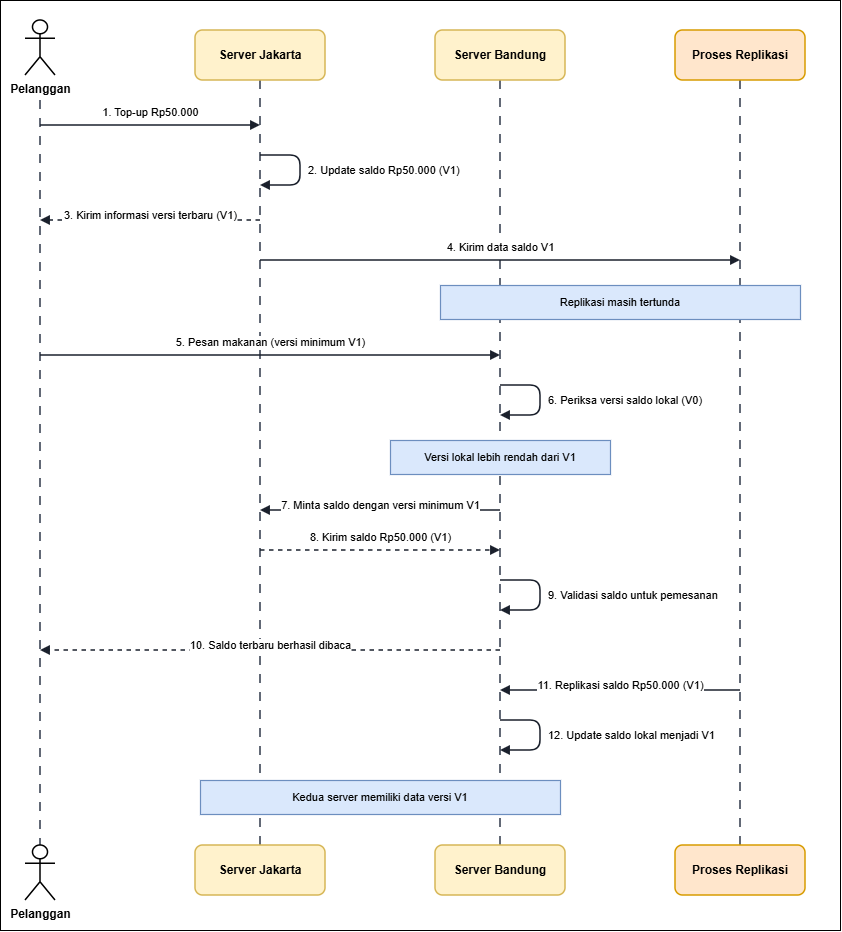 Pelanggan
Server Jakarta
Server Bandung
Proses Replikasi
1. Top-up Rp50.000
2. Update saldo Rp50.000 (V1)
3. Kirim informasi versi terbaru (V1)
4. Kirim data saldo V1
Replikasi masih tertunda
5. Pesan makanan (versi minimum V1)
6. Periksa versi saldo lokal (V0)
Versi lokal lebih rendah dari V1
7. Minta saldo dengan versi minimum V1
8. Kirim saldo Rp50.000 (V1)
9. Validasi saldo untuk pemesanan
10. Saldo terbaru berhasil dibaca
11. Replikasi saldo Rp50.000 (V1)
12. Update saldo lokal menjadi V1
Kedua server memiliki data versi V1
Pelanggan
Server Jakarta
Server Bandung
Proses Replikasi